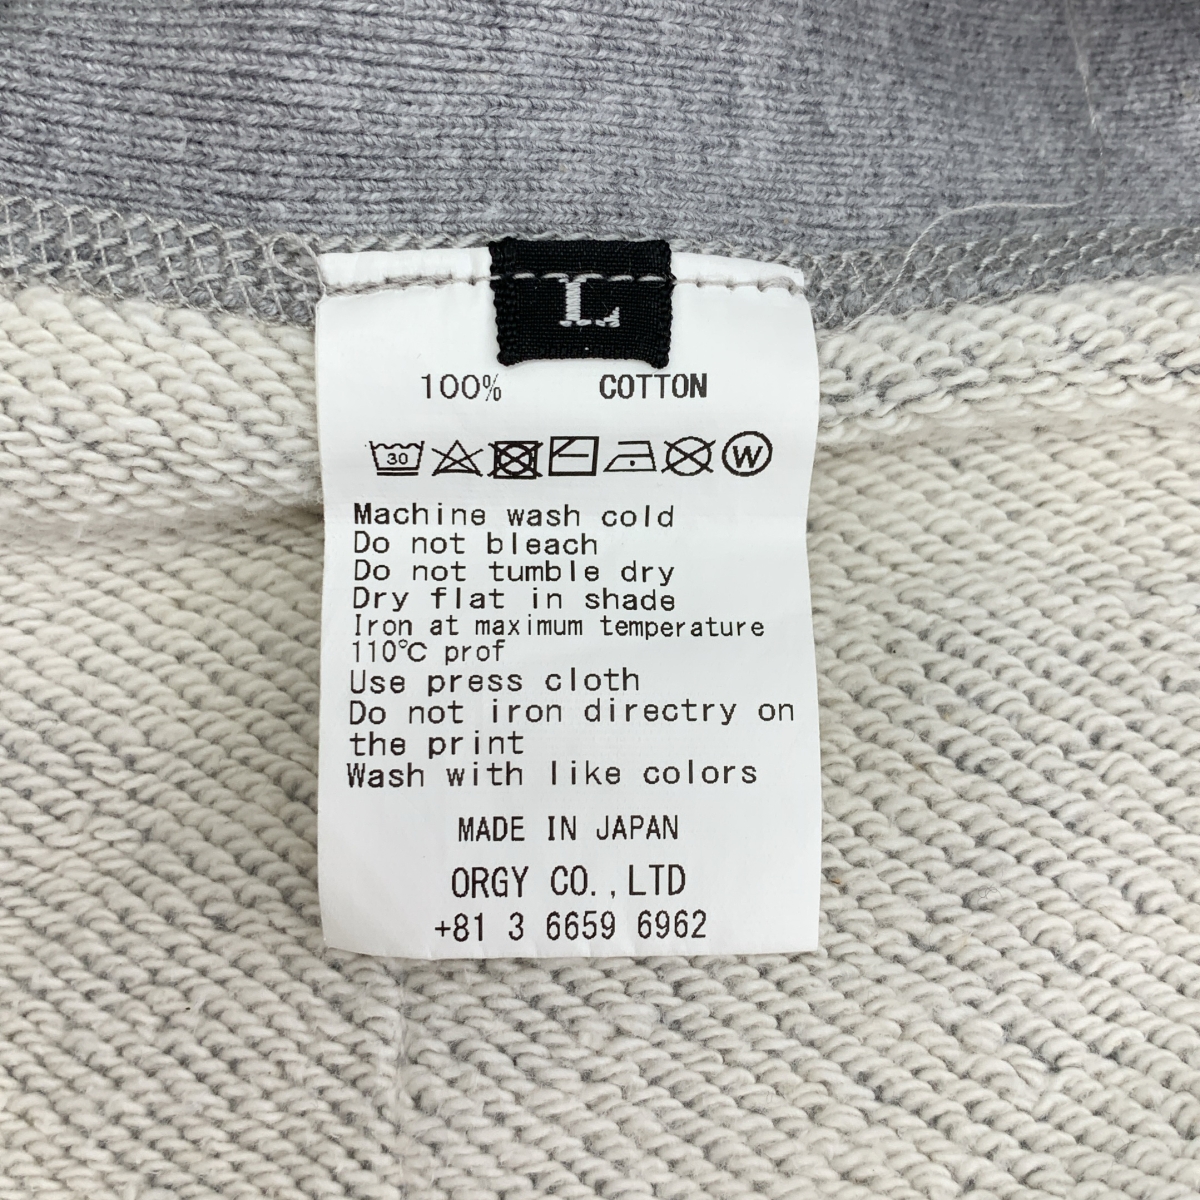 L
100% COTTON
30 W
Machine wash cold
Do not bleach
Do not tumble dry
Dry flat in shade
Iron at maximum temperature
110℃ prof
Use press cloth
Do not iron directry on
the print
Wash with like colors
MADE IN JAPAN
ORGY CO.,LTD
+81 3 6659 6962